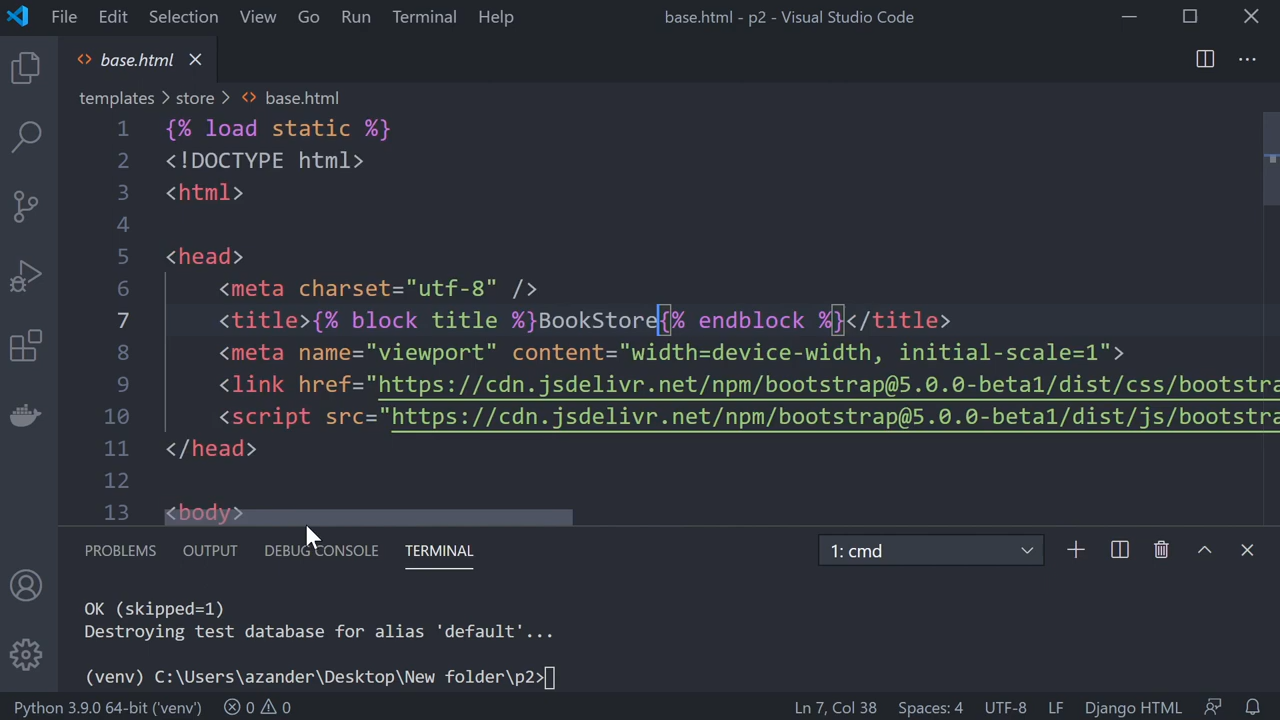 File Edit Selection View Go Run Terminal Help base.html - p2 - Visual Studio Code
base.html
templates > store > base.html
1 {% load static %}
2 <!DOCTYPE html>
3 <html>
4
5 <head>
6 <meta charset="utf-8" />
7 <title>{% block title %}BookStore{% endblock %}</title>
8 <meta name="viewport" content="width=device-width, initial-scale=1">
9 <link href="https://cdn.jsdelivr.net/npm/bootstrap@5.0.0-beta1/dist/css/bootstra
10 <script src="https://cdn.jsdelivr.net/npm/bootstrap@5.0.0-beta1/dist/js/bootstra
11 </head>
12
13 <body>
PROBLEMS OUTPUT DEBUG CONSOLE TERMINAL 1: cmd
OK (skipped=1)
Destroying test database for alias 'default'...
(venv) C:\Users\azander\Desktop\New folder\p2>
Python 3.9.0 64-bit ('venv') 0 0 Ln 7, Col 38 Spaces: 4 UTF-8 LF Django HTML